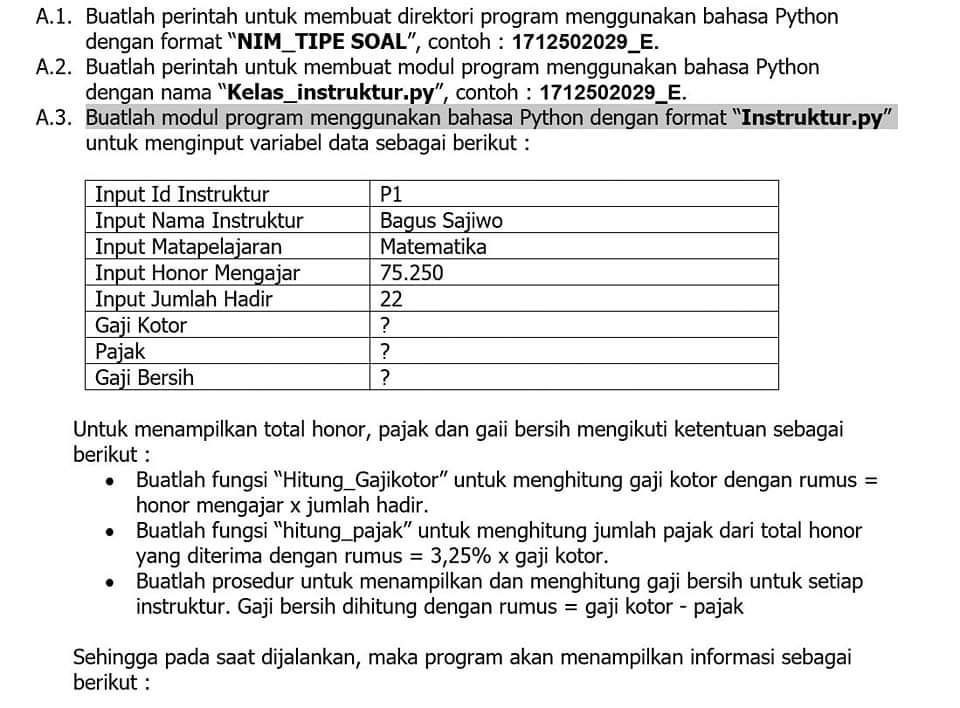 A.1. Buatlah perintah untuk membuat direktori program menggunakan bahasa Python
dengan format “NIM_TIPE SOAL”, contoh : 1712502029_E.
A.2. Buatlah perintah untuk membuat modul program menggunakan bahasa Python
dengan nama “Kelas_instruktur.py”, contoh : 1712502029_E.
A.3. Buatlah modul program menggunakan bahasa Python dengan format “Instruktur.py”
untuk menginput variabel data sebagai berikut :
Input Id Instruktur P1
Input Nama Instruktur Bagus Sajiwo
Input Matapelajaran Matematika
Input Honor Mengajar 75.250
Input Jumlah Hadir 22
Gaji Kotor ?
Pajak ?
Gaji Bersih ?
Untuk menampilkan total honor, pajak dan gaii bersih mengikuti ketentuan sebagai
berikut :
• Buatlah fungsi “Hitung_Gajikotor” untuk menghitung gaji kotor dengan rumus =
honor mengajar x jumlah hadir.
• Buatlah fungsi “hitung_pajak” untuk menghitung jumlah pajak dari total honor
yang diterima dengan rumus = 3,25% x gaji kotor.
• Buatlah prosedur untuk menampilkan dan menghitung gaji bersih untuk setiap
instruktur. Gaji bersih dihitung dengan rumus = gaji kotor - pajak
Sehingga pada saat dijalankan, maka program akan menampilkan informasi sebagai
berikut :